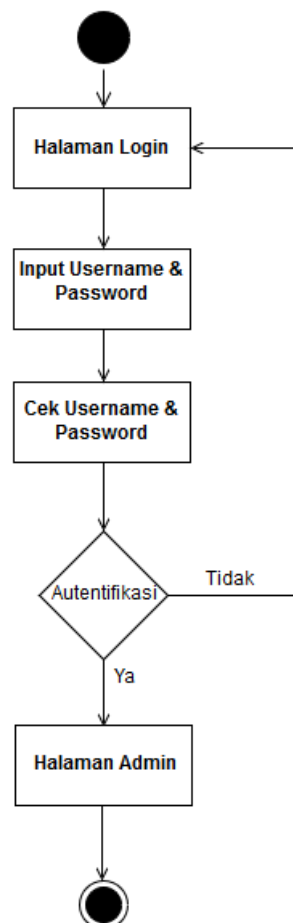 Halaman Login
Input Username &
Password
Cek Username &
Password
Autentifikasi
Tidak
Ya
Halaman Admin